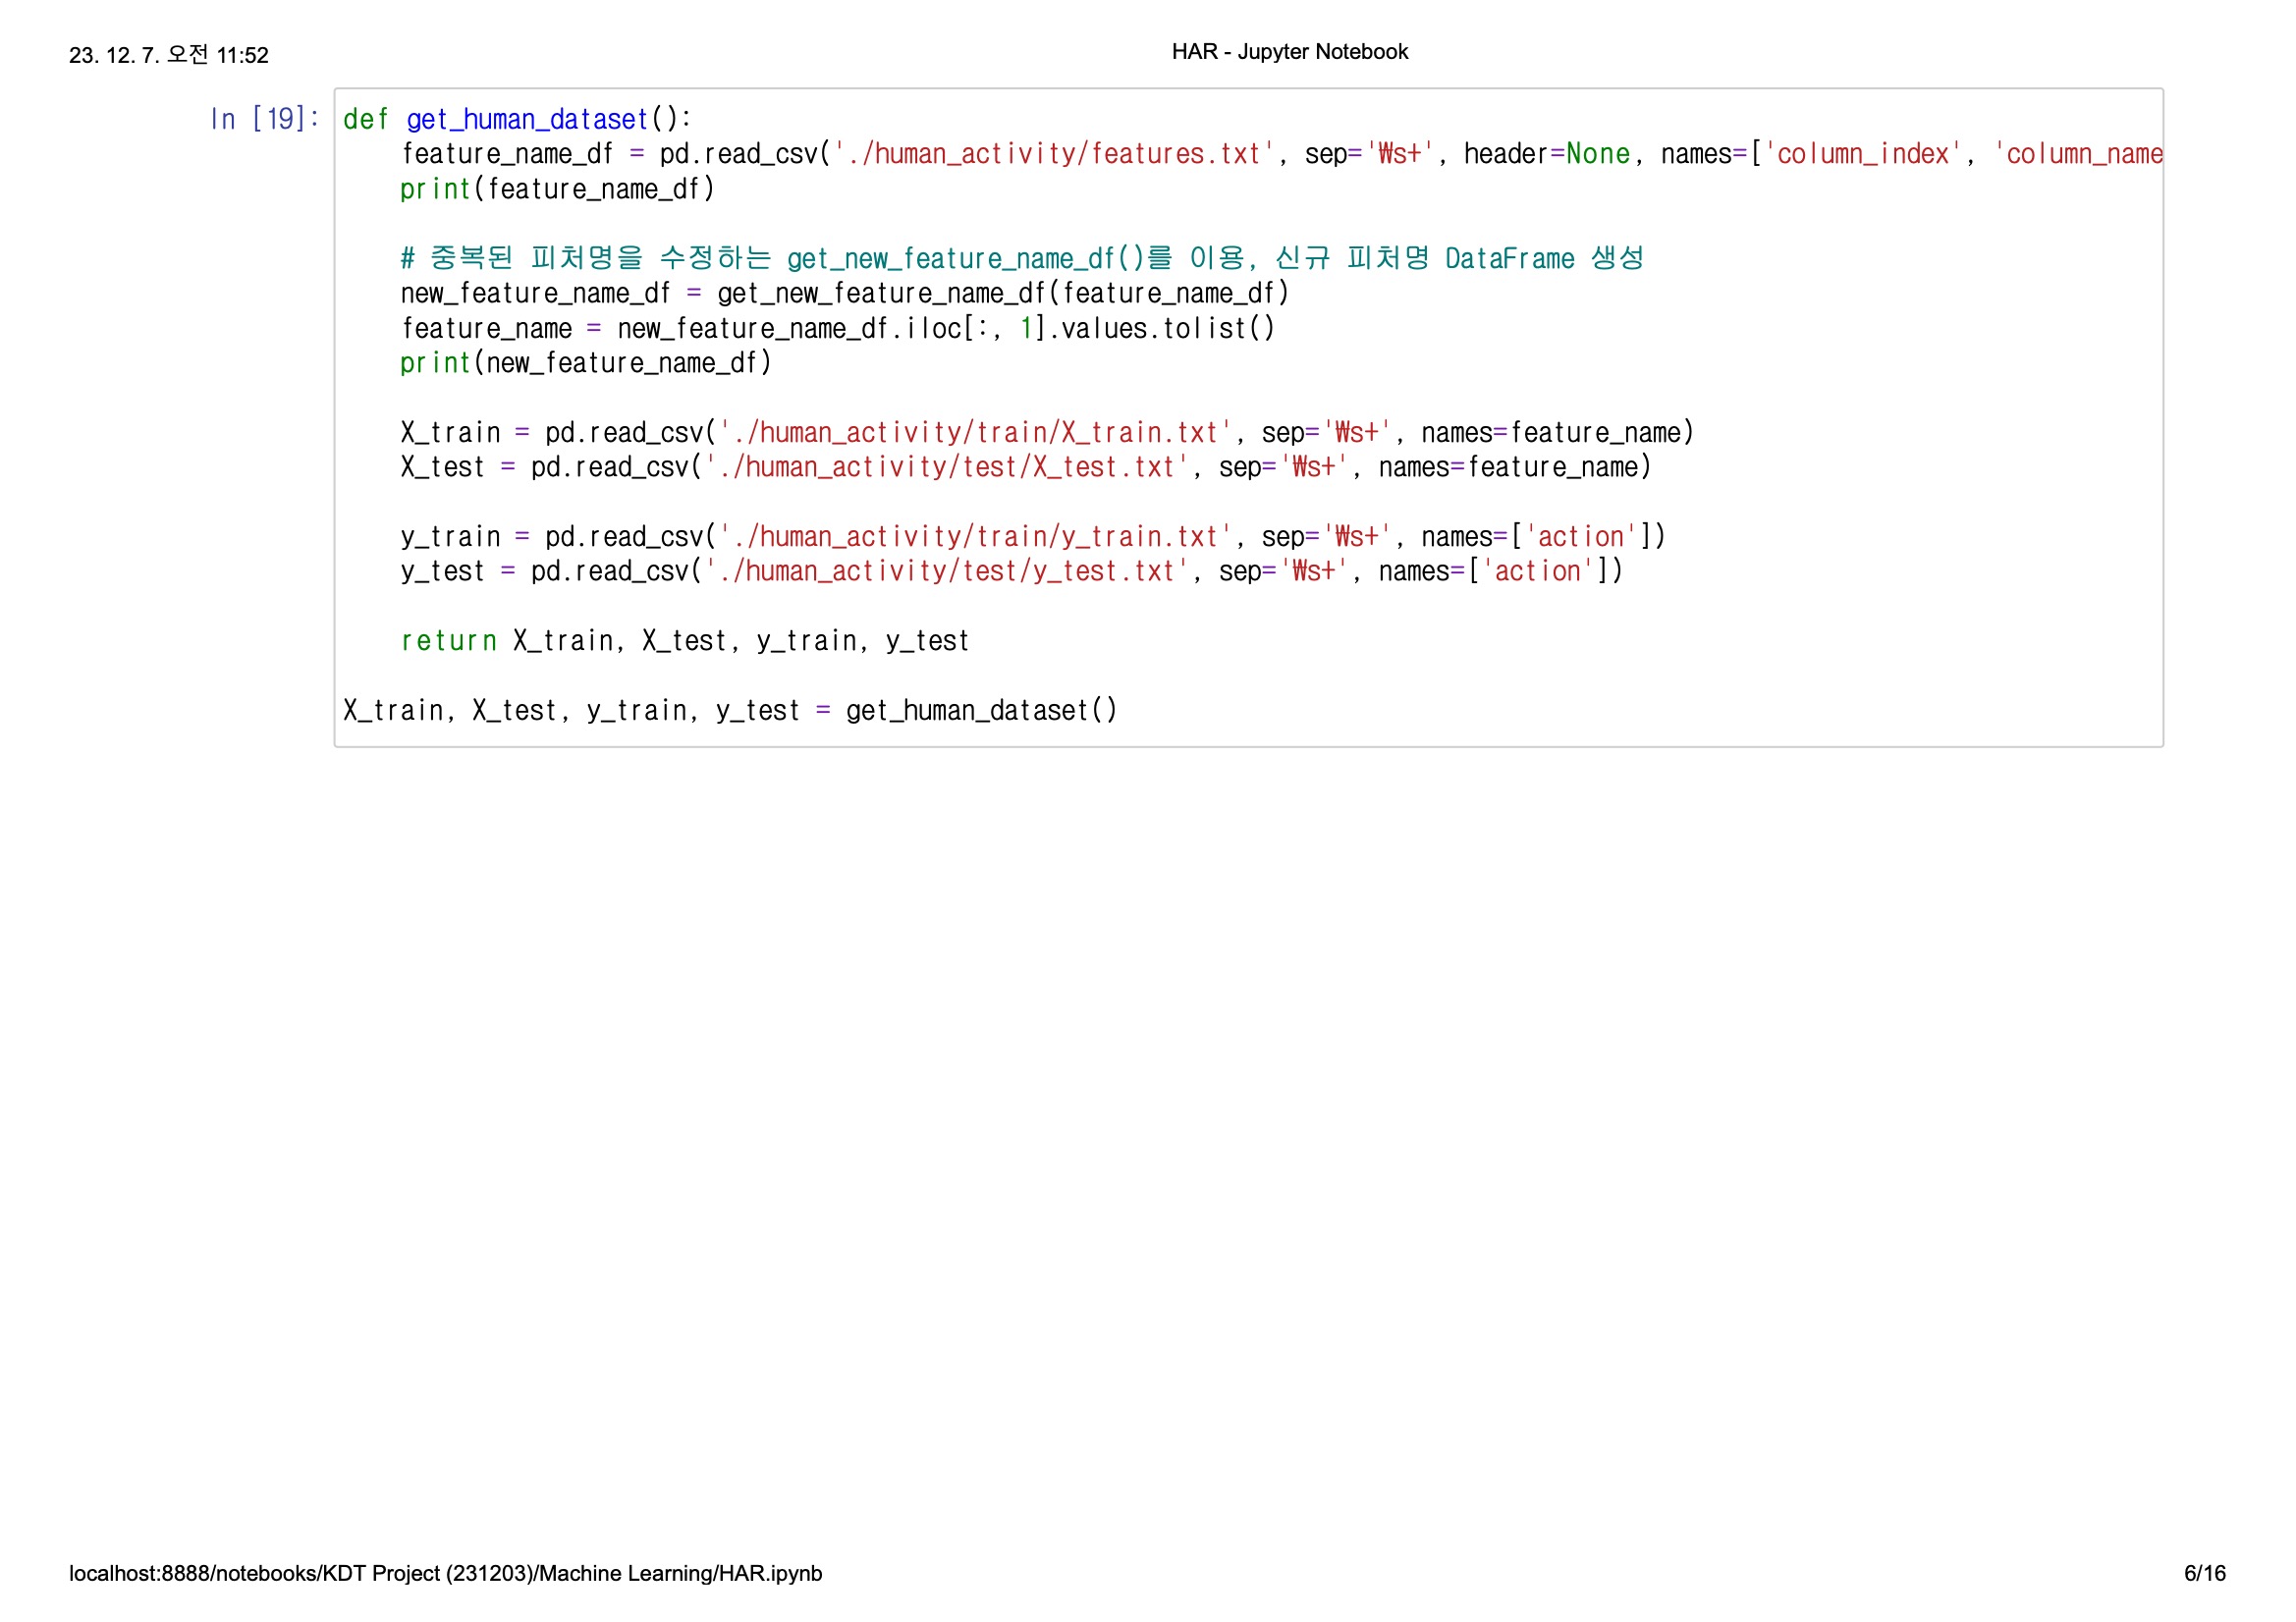 23. 12. 7. 오전 11:52
HAR - Jupyter Notebook
In [19]:
def get_human_dataset():
    feature_name_df = pd.read_csv('./human_activity/features.txt', sep='₩s+', header=None, names=['column_index', 'column_name
    print(feature_name_df)
    # 중복된 피처명을 수정하는 get_new_feature_name_df()를 이용, 신규 피처명 DataFrame 생성
    new_feature_name_df = get_new_feature_name_df(feature_name_df)
    feature_name = new_feature_name_df.iloc[:, 1].values.tolist()
    print(new_feature_name_df)
    X_train = pd.read_csv('./human_activity/train/X_train.txt', sep='₩s+', names=feature_name)
    X_test = pd.read_csv('./human_activity/test/X_test.txt', sep='₩s+', names=feature_name)
    y_train = pd.read_csv('./human_activity/train/y_train.txt', sep='₩s+', names=['action'])
    y_test = pd.read_csv('./human_activity/test/y_test.txt', sep='₩s+', names=['action'])
    return X_train, X_test, y_train, y_test
X_train, X_test, y_train, y_test = get_human_dataset()
localhost:8888/notebooks/KDT Project (231203)/Machine Learning/HAR.ipynb
6/16